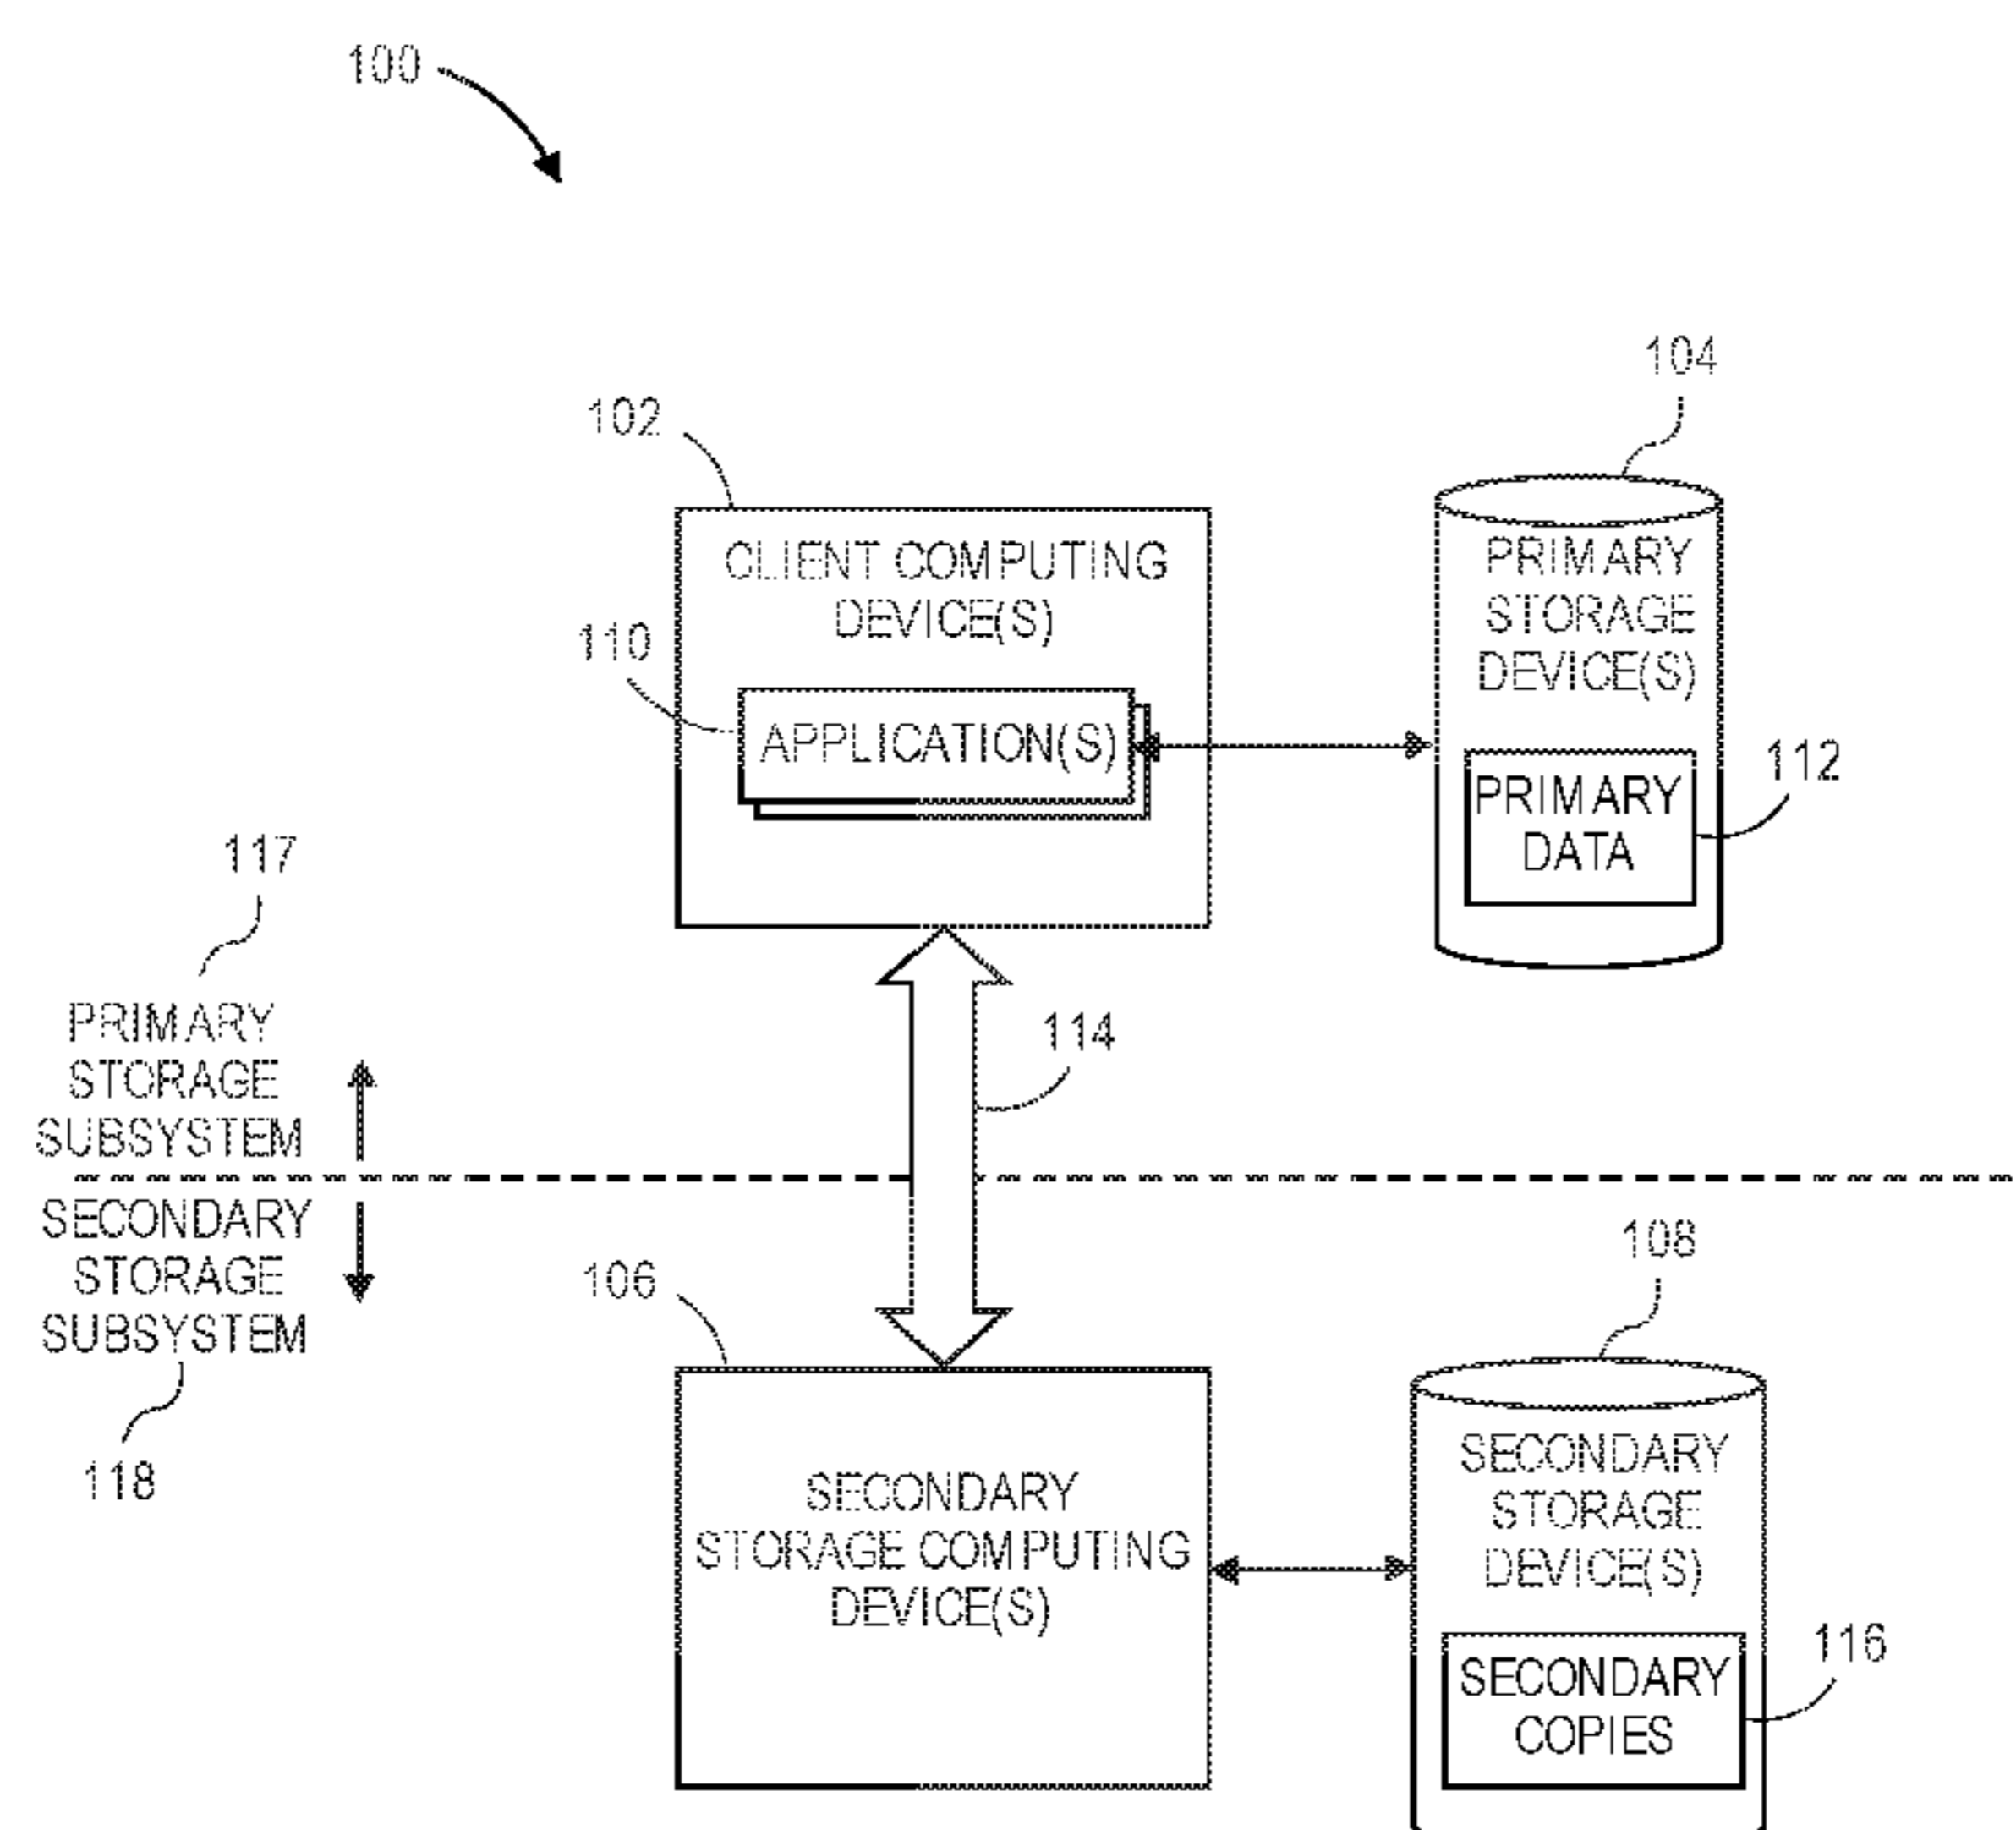 100
104
102
CLIENT COMPUTING
DEVICE(S)
PRIMARY
STORAGE
DEVICE(S)
110
APPLICATION(S)
112
PRIMARY
DATA
117
PRIMARY
STORAGE
SUBSYSTEM
114
SECONDARY
STORAGE
SUBSYSTEM
118
106
108
SECONDARY
STORAGE COMPUTING
DEVICE(S)
SECONDARY
STORAGE
DEVICE(S)
116
SECONDARY
COPIES